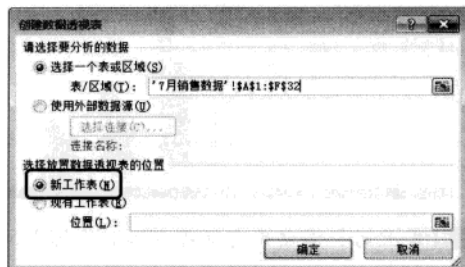 创建数据透视表
请选择要分析的数据
选择一个表或区域(S)
表/区域(T): '7月销售数据'!$A$1:$F$32
使用外部数据源(U)
选择连接(C)...
连接名称:
选择放置数据透视表的位置
新工作表(N)
现有工作表(E)
位置(L):
确定 取消